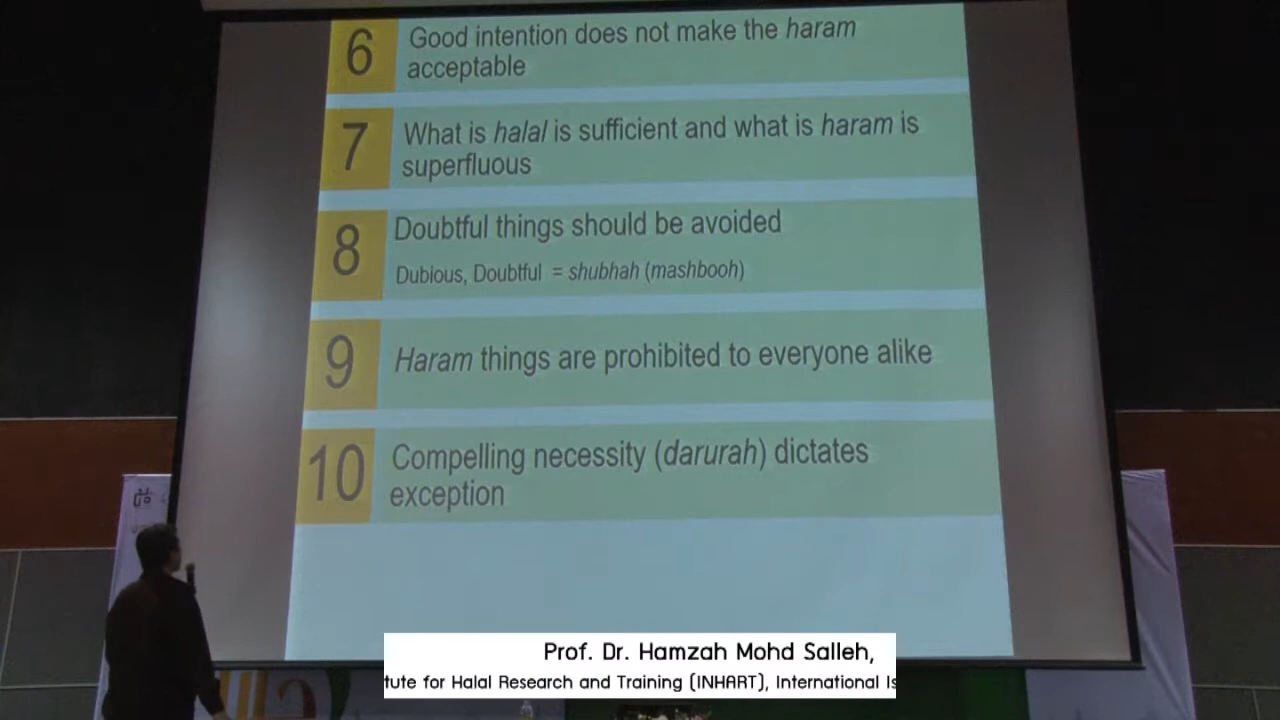 6
Good intention does not make the haram
acceptable
7
What is halal is sufficient and what is haram is
superfluous
8
Doubtful things should be avoided
Dubious, Doubtful = shubhah (mashbooh)
9
Haram things are prohibited to everyone alike
10
Compelling necessity (darurah) dictates
exception
Prof. Dr. Hamzah Mohd Salleh,
tute for Halal Research and Training (INHART), International Is